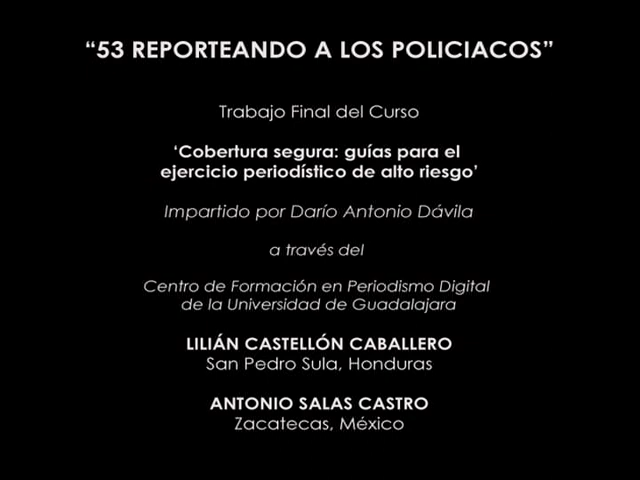 “53 REPORTEANDO A LOS POLICIACOS”
Trabajo Final del Curso
‘Cobertura segura: guías para el
ejercicio periodístico de alto riesgo’
Impartido por Darío Antonio Dávila
a través del
Centro de Formación en Periodismo Digital
de la Universidad de Guadalajara
LILIÁN CASTELLÓN CABALLERO
San Pedro Sula, Honduras
ANTONIO SALAS CASTRO
Zacatecas, México